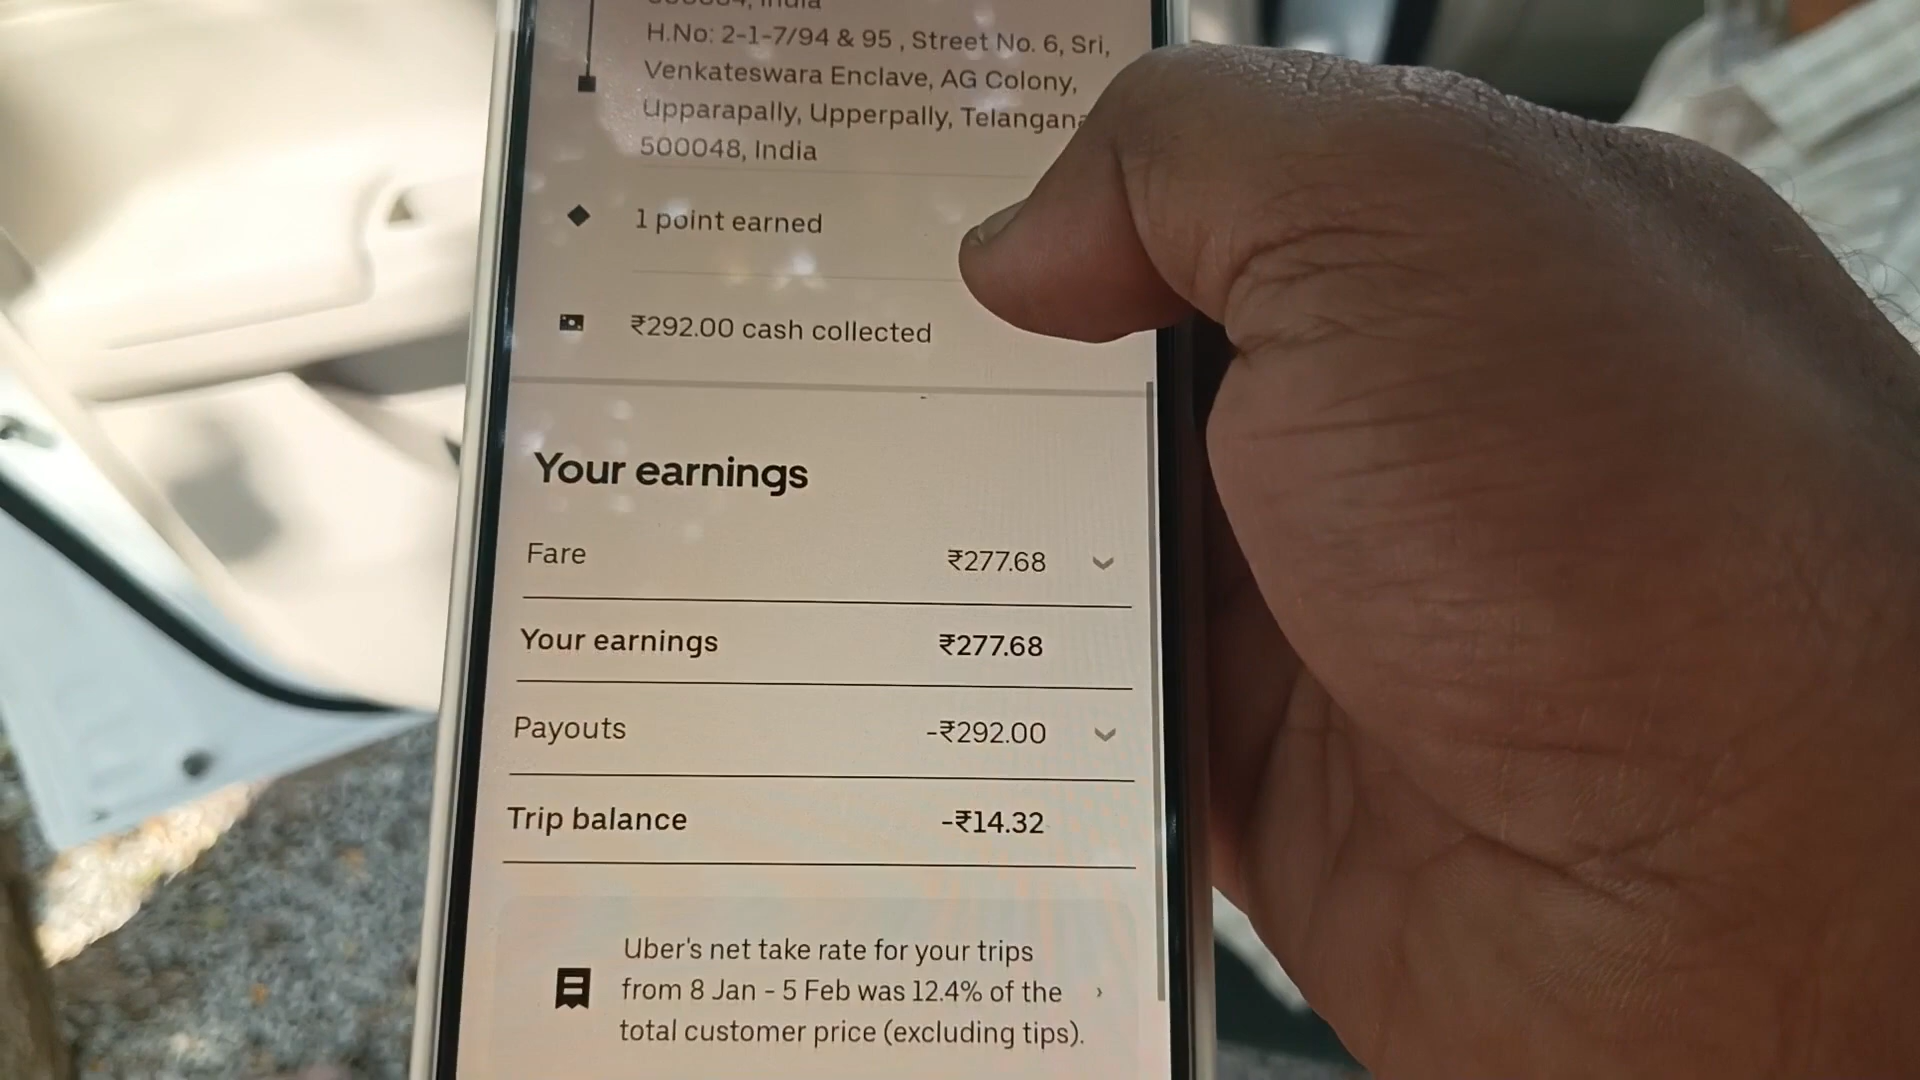 India
H.No: 2-1-7/94 & 95 , Street No. 6, Sri,
Venkateswara Enclave, AG Colony,
Upparapally, Upperpally, Telangana
500048, India
1 point earned
₹292.00 cash collected
Your earnings
Fare ₹277.68
Your earnings ₹277.68
Payouts -₹292.00
Trip balance -₹14.32
Uber's net take rate for your trips
from 8 Jan - 5 Feb was 12.4% of the
total customer price (excluding tips).